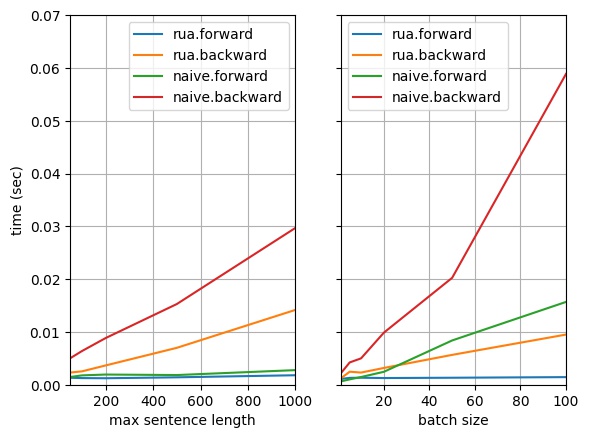 0.07
0.06
0.05
0.04
0.03
0.02
0.01
0.00
time (sec)
rua.forward
rua.backward
naive.forward
naive.backward
200 400 600 800 1000
max sentence length
rua.forward
rua.backward
naive.forward
naive.backward
20 40 60 80 100
batch size